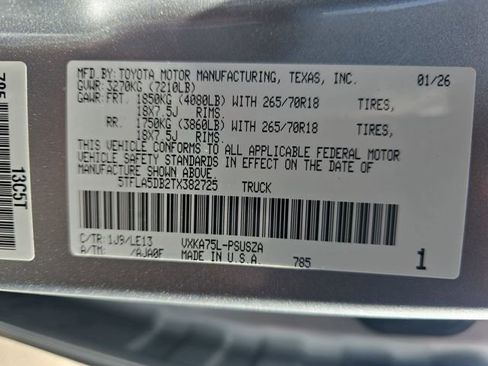 MFD.BY:TOYOTA MOTOR MANUFACTURING, TEXAS, INC. 01/26
GVWR: 3270KG (7210LB)
GAWR: FRT. 1850KG (4080LB) WITH 265/70R18 TIRES,
18X7.5J RIMS.
RR. 1750KG (3860LB) WITH 265/70R18 TIRES,
18X7.5J RIMS.
THIS VEHICLE CONFORMS TO ALL APPLICABLE FEDERAL MOTOR
VEHICLE SAFETY STANDARDS IN EFFECT ON THE DATE OF
MANUFACTURE SHOWN ABOVE.
5TFLA5DB2TX382725 TRUCK
C/TR:1J9/LE13 VXKA75L-PSUSZA
A/TM: /AJA0F MADE IN U.S.A. 785 1
13C5T